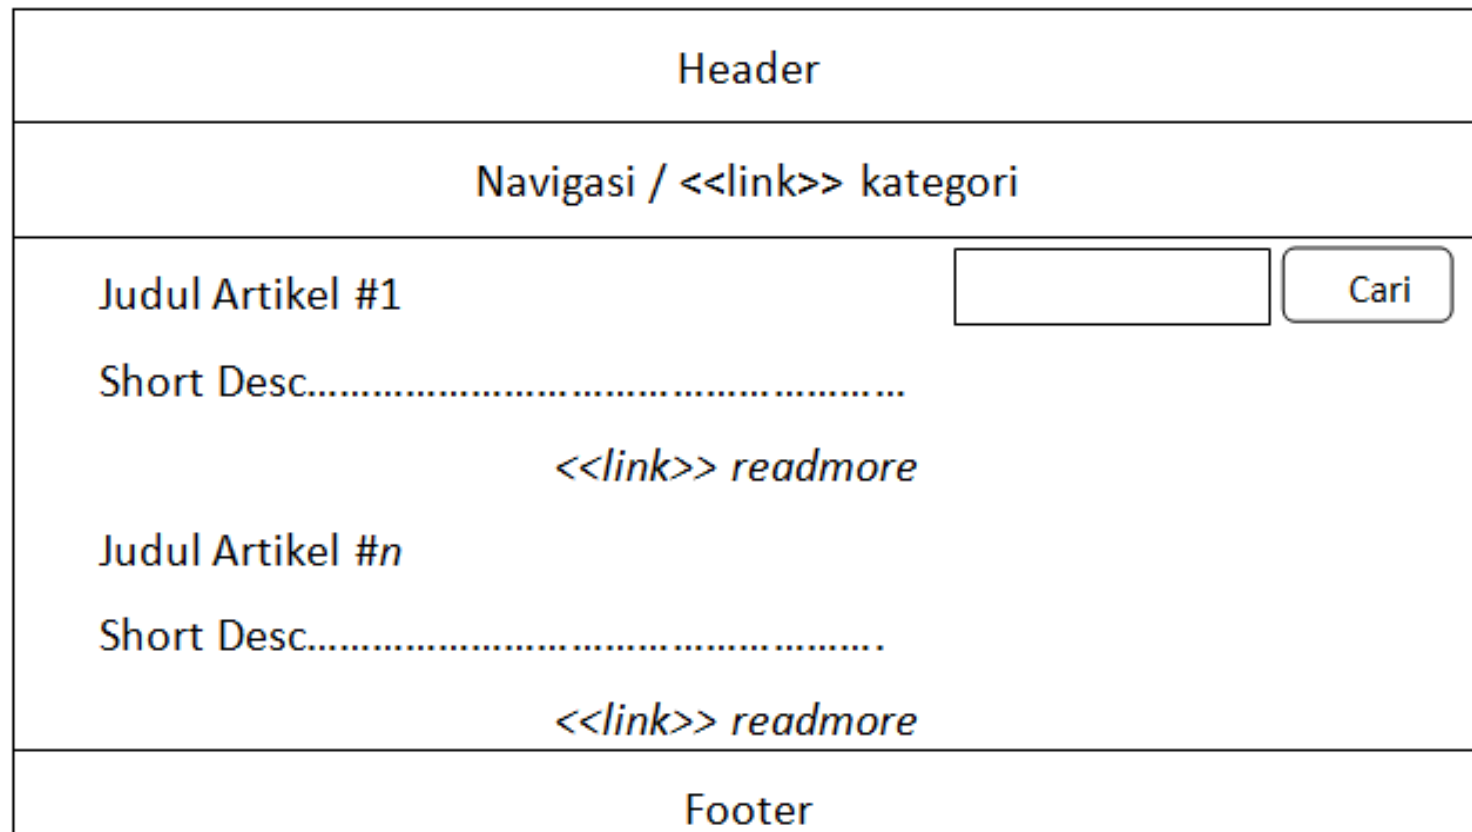 Header
Navigasi / <<link>> kategori
Judul Artikel #1
Cari
Short Desc......................................................
<<link>> readmore
Judul Artikel #n
Short Desc.....................................................
<<link>> readmore
Footer